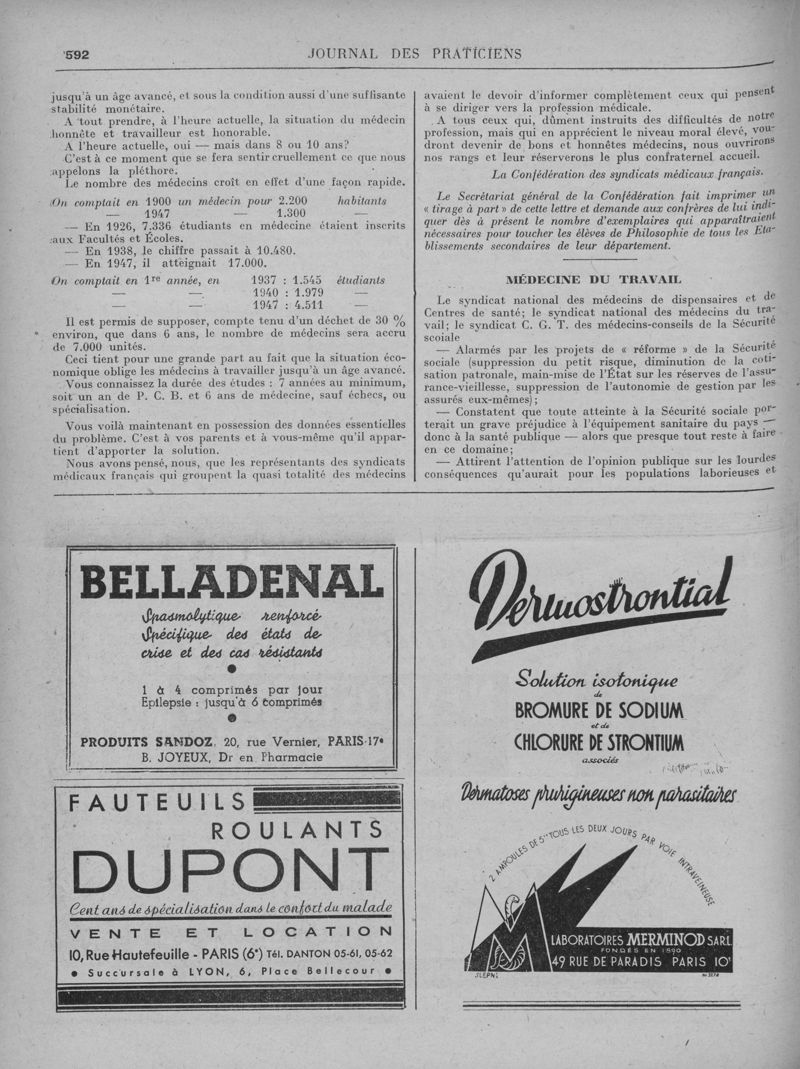 592
JOURNAL DES PRATICIENS
jusqu'à un âge avancé, et sous la condition aussi d'une suffisante
stabilité monétaire.
A tout prendre, à l'heure actuelle, la situation du médecin
honnête et travailleur est honorable.
A l'heure actuelle, oui — mais dans 8 ou 10 ans?
C'est à ce moment que se fera sentir cruellement ce que nous
appelons la pléthore.
Le nombre des médecins croît en effet d'une façon rapide.
On comptait en 1900 un médecin pour 2.200 habitants
— 1947 — 1.300 —
— En 1926, 7.336 étudiants en médecine étaient inscrits
aux Facultés et Écoles.
— En 1938, le chiffre passait à 10.480.
— En 1947, il atteignait 17.000.
On comptait en 1re année, en 1937 : 1.545 étudiants
— — 1940 : 1.979 —
— — 1947 : 4.511 —
Il est permis de supposer, compte tenu d'un déchet de 30 %
environ, que dans 6 ans, le nombre de médecins sera accru
de 7.000 unités.
Ceci tient pour une grande part au fait que la situation éco-
nomique oblige les médecins à travailler jusqu'à un âge avancé.
Vous connaissez la durée des études : 7 années au minimum,
soit un an de P. C. B. et 6 ans de médecine, sauf échecs, ou
spécialisation.
Vous voilà maintenant en possession des données essentielles
du problème. C'est à vos parents et à vous-même qu'il appar-
tient d'apporter la solution.
Nous avons pensé, nous, que les représentants des syndicats
médicaux français qui groupent la quasi totalité des médecins
avaient le devoir d'informer complètement ceux qui pensent
à se diriger vers la profession médicale.
A tous ceux qui, dûment instruits des difficultés de notre
profession, mais qui en apprécient le niveau moral élevé, vou-
dront devenir de bons et honnêtes médecins, nous ouvrirons
nos rangs et leur réserverons le plus confraternel accueil.
La Confédération des syndicats médicaux français.
Le Secrétariat général de la Confédération fait imprimer un
« tirage à part » de cette lettre et demande aux confrères de lui indi-
quer dès à présent le nombre d'exemplaires qui apparaîtraient
nécessaires pour toucher les élèves de Philosophie de tous les Eta-
blissements secondaires de leur département.
MÉDECINE DU TRAVAIL
Le syndicat national des médecins de dispensaires et de
Centres de santé; le syndicat national des médecins du tra-
vail; le syndicat C. G. T. des médecins-conseils de la Sécurité
scoiale
— Alarmés par les projets de « réforme » de la Sécurité
sociale (suppression du petit risque, diminution de la coti-
sation patronale, main-mise de l'État sur les réserves de l'assu-
rance-vieillesse, suppression de l'autonomie de gestion par les
assurés eux-mêmes);
— Constatent que toute atteinte à la Sécurité sociale por-
terait un grave préjudice à l'équipement sanitaire du pays —
donc à la santé publique — alors que presque tout reste à faire
en ce domaine;
— Attirent l'attention de l'opinion publique sur les lourdes
conséquences qu'aurait pour les populations laborieuses et
BELLADENAL
Spasmolytique renforcé
Spécifique des états de
crise et des cas résistants
1 à 4 comprimés par jour
Epilepsie : jusqu'à 6 comprimés
PRODUITS SANDOZ, 20, rue Vernier, PARIS-17e
B. JOYEUX, Dr en Pharmacie
FAUTEUILS
ROULANTS
DUPONT
Cent ans de spécialisation dans le confort du malade
VENTE ET LOCATION
10, Rue Hautefeuille - PARIS (6e) Tél. DANTON 05-61, 05-62
• Succursale à LYON, 6, Place Bellecour •
Dermostrontial
Solution isotonique
de
BROMURE DE SODIUM
et de
CHLORURE DE STRONTIUM
associés
Dermatoses prurigineuses non parasitaires
2 AMPOULES DE 5cc TOUS LES DEUX JOURS PAR VOIE INTRAVEINEUSE
LABORATOIRES MERMINOD SARL
FONDÉS EN 1890
49 RUE DE PARADIS PARIS 10e